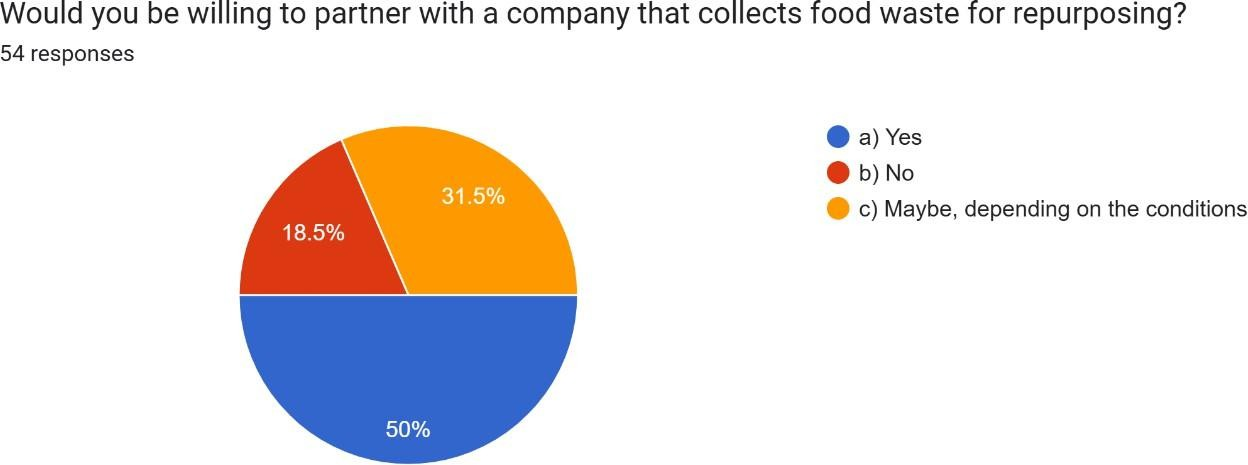 Would you be willing to partner with a company that collects food waste for repurposing?
54 responses
a) Yes
b) No
c) Maybe, depending on the conditions
31.5%
18.5%
50%